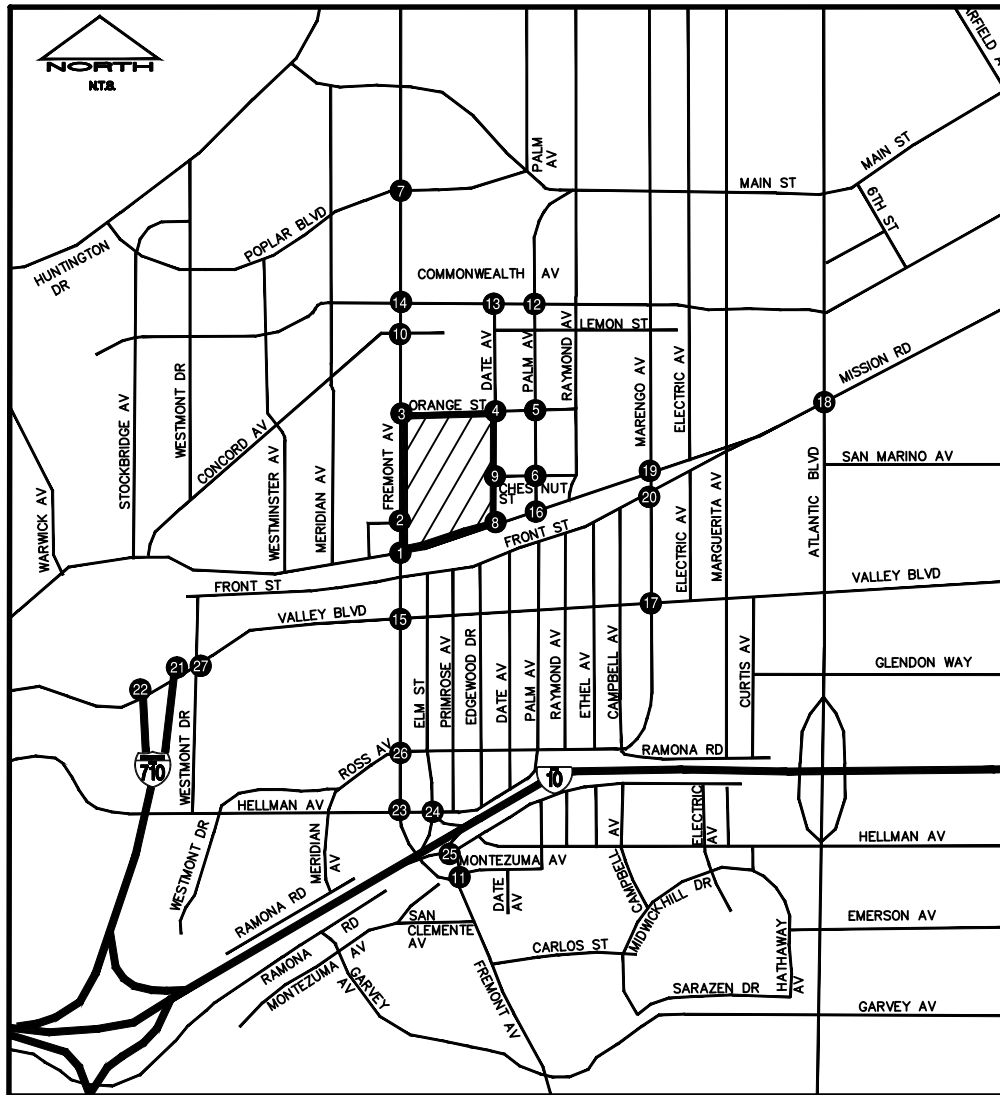 NORTH
N.T.S.
PALM
AV
MAIN ST
MAIN ST
6TH ST
7
POPLAR BLVD
HUNTINGTON
DR
COMMONWEALTH AV
14
13
12
10
LEMON ST
RAYMOND AV
DATE AV
PALM AV
MARENGO AV
ELECTRIC AV
MISSION RD
18
STOCKBRIDGE AV
WESTMONT DR
CONCORD AV
WESTMINSTER AV
MERIDIAN AV
WARWICK AV
FREMONT AV
3
ORANGE ST
4
5
9
6
CHESTNUT
ST
19
20
2
8
16
1
FRONT ST
ELECTRIC AV
MARGUERITA AV
ATLANTIC BLVD
SAN MARINO AV
FRONT ST
VALLEY BLVD
VALLEY BLVD
15
17
21
27
22
710
WESTMONT DR
ELM ST
PRIMROSE AV
EDGEWOOD DR
DATE AV
PALM AV
RAYMOND AV
ETHEL AV
CAMPBELL AV
CURTIS AV
GLENDON WAY
ROSS AV
26
RAMONA RD
10
HELLMAN AV
23
24
WESTMONT DR
MERIDIAN
AV
25
MONTEZUMA AV
11
DATE
AV
CAMPBELL AV
ELECTRIC
AV
HELLMAN AV
RAMONA RD
RAMONA RD
MONTEZUMA AV
SAN
CLEMENTE
AV
GARVEY
AV
FREMONT AV
CARLOS ST
MIDWICKHILL DR
HATHAWAY
AV
EMERSON AV
SARAZEN DR
GARVEY AV